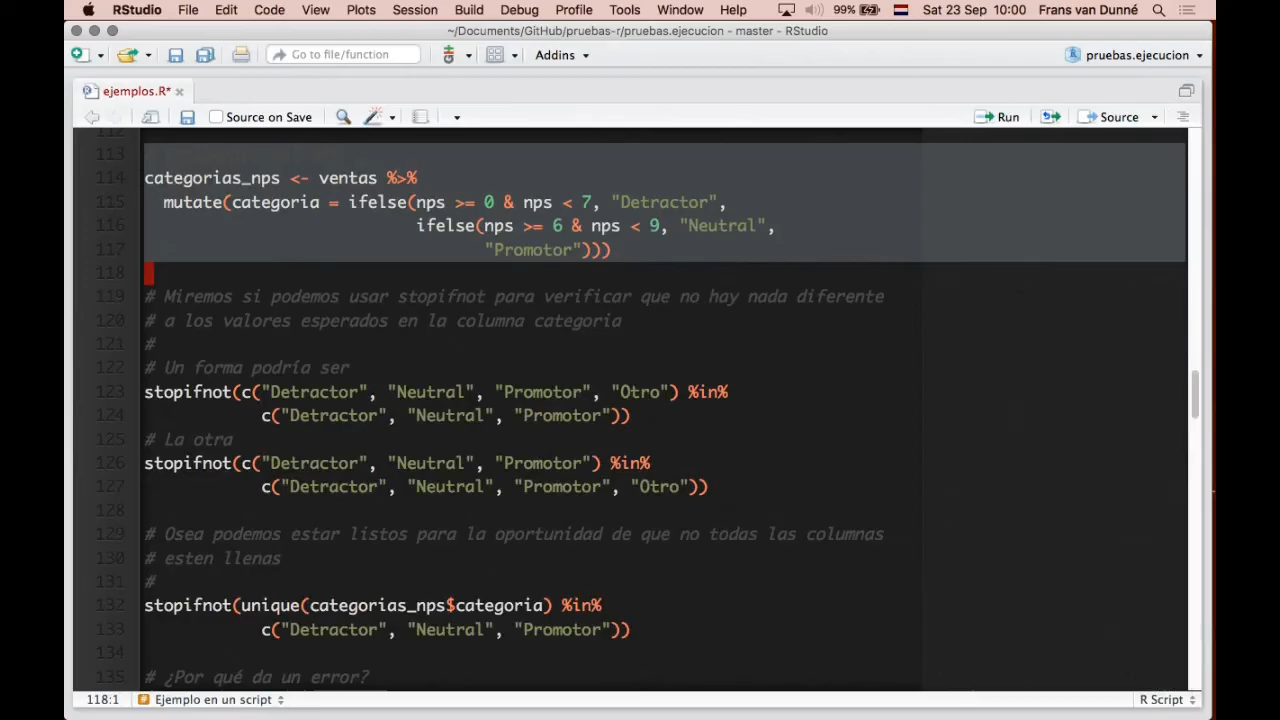 RStudio File Edit Code View Plots Session Build Debug Profile Tools Window Help 99% Sat 23 Sep 10:00 Frans van Dunné
~/Documents/GitHub/pruebas-r/pruebas.ejecucion - master - RStudio
Go to file/function Addins pruebas.ejecucion
ejemplos.R*
Source on Save Run Source
112
113
114 categorias_nps <- ventas %>%
115 mutate(categoria = ifelse(nps >= 0 & nps < 7, "Detractor",
116 ifelse(nps >= 6 & nps < 9, "Neutral",
117 "Promotor")))
118
119 # Miremos si podemos usar stopifnot para verificar que no hay nada diferente
120 # a los valores esperados en la columna categoria
121 #
122 # Un forma podría ser
123 stopifnot(c("Detractor", "Neutral", "Promotor", "Otro") %in%
124 c("Detractor", "Neutral", "Promotor"))
125 # La otra
126 stopifnot(c("Detractor", "Neutral", "Promotor") %in%
127 c("Detractor", "Neutral", "Promotor", "Otro"))
128
129 # Osea podemos estar listos para la oportunidad de que no todas las columnas
130 # esten llenas
131 #
132 stopifnot(unique(categorias_nps$categoria) %in%
133 c("Detractor", "Neutral", "Promotor"))
134
135 # ¿Por qué da un error?
118:1 Ejemplo en un script R Script